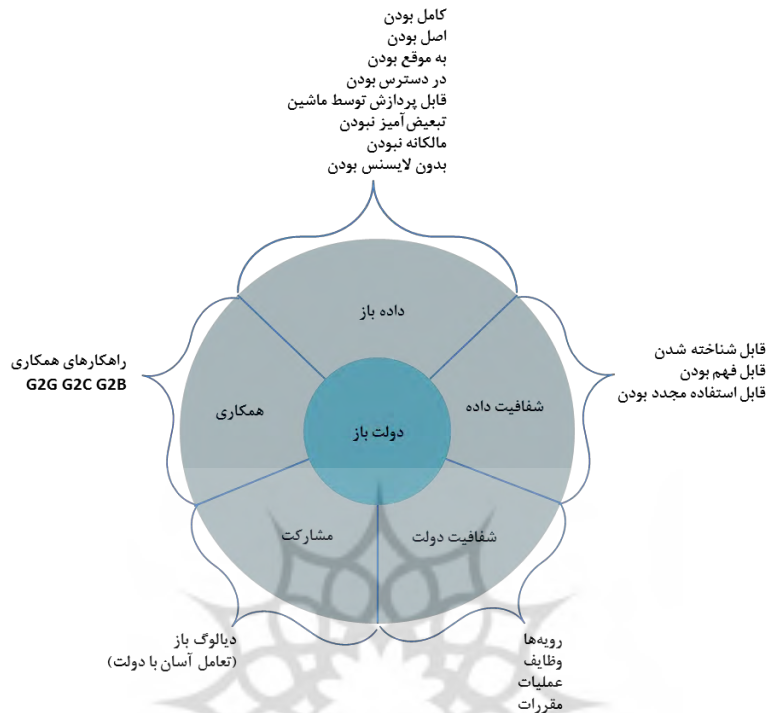 کامل بودن
اصل بودن
به موقع بودن
در دسترس بودن
قابل پردازش توسط ماشین
تبعیض‌آمیز نبودن
مالکانه نبودن
بدون لایسنس بودن
داده باز
قابل شناخته شدن
قابل فهم بودن
قابل استفاده مجدد بودن
شفافیت داده
دولت باز
همکاری
راهکارهای همکاری
G2G G2C G2B
شفافیت دولت
مشارکت
رویه‌ها
وظایف
عملیات
مقررات
دیالوگ باز
(تعامل آسان با دولت)